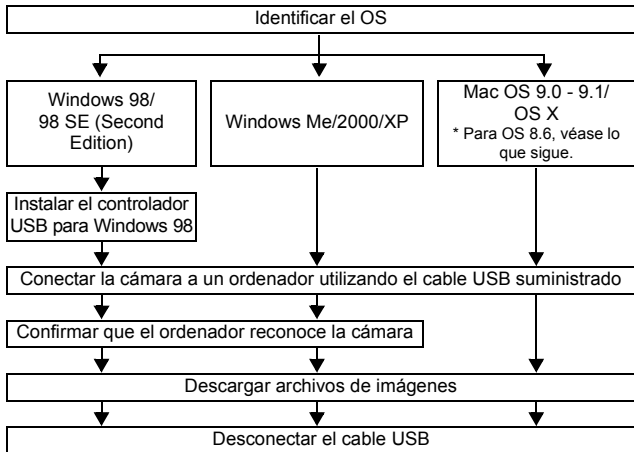 Identificar el OS
Windows 98/
98 SE (Second
Edition)
Windows Me/2000/XP
Mac OS 9.0 - 9.1/
OS X
* Para OS 8.6, véase lo
que sigue.
Instalar el controlador
USB para Windows 98
Conectar la cámara a un ordenador utilizando el cable USB suministrado
Confirmar que el ordenador reconoce la cámara
Descargar archivos de imágenes
Desconectar el cable USB